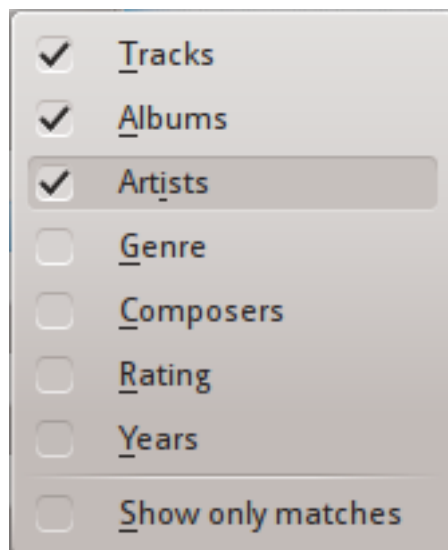 Tracks
Albums
Artists
Genre
Composers
Rating
Years
Show only matches